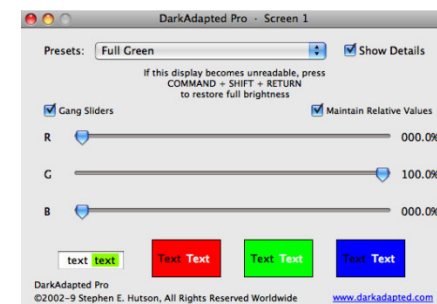 DarkAdapted Pro · Screen 1
Presets: Full Green Show Details
If this display becomes unreadable, press
COMMAND + SHIFT + RETURN
to restore full brightness
Gang Sliders Maintain Relative Values
R 000.0%
G 100.0%
B 000.0%
text text Text Text Text Text Text Text
DarkAdapted Pro
©2002-9 Stephen E. Hutson, All Rights Reserved Worldwide www.darkadapted.com